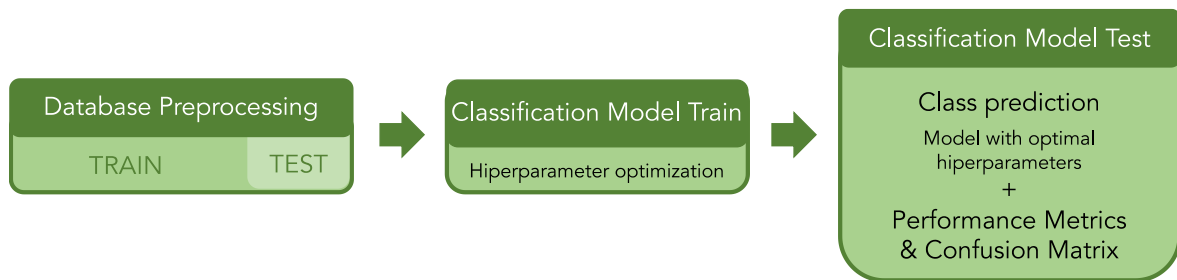 Database Preprocessing
TRAIN
TEST
Classification Model Train
Hiperparameter optimization
Classification Model Test
Class prediction
Model with optimal
hiperparameters
+
Performance Metrics
& Confusion Matrix